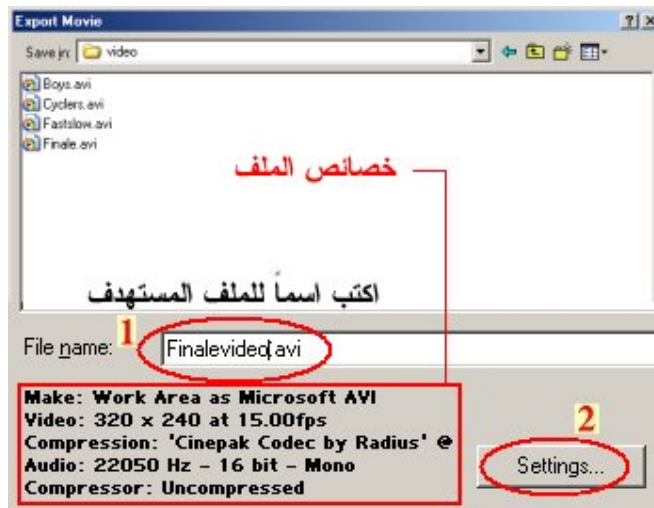 Export Movie
Save in: video
Boys.avi
Cyclers.avi
Fastslow.avi
Finale.avi
خصائص الملف
اكتب اسماً للملف المستهدف
1
File name: Finalevideo.avi
Make: Work Area as Microsoft AVI
Video: 320 x 240 at 15.00fps
Compression: 'Cinepak Codec by Radius' @
Audio: 22050 Hz - 16 bit - Mono
Compressor: Uncompressed
2
Settings...